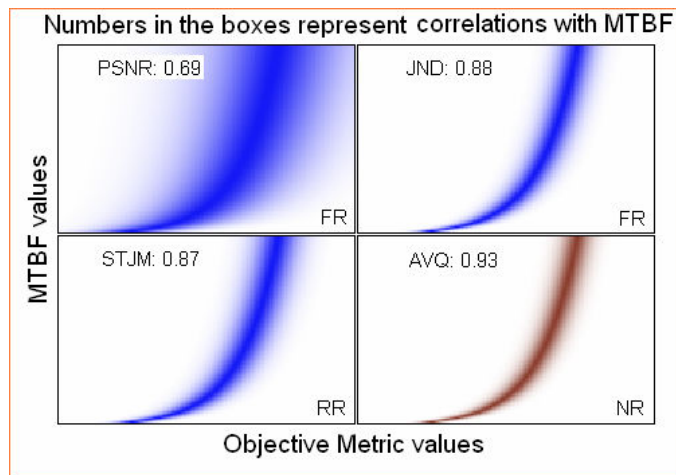 Numbers in the boxes represent correlations with MTBF
PSNR: 0.69
FR
JND: 0.88
FR
MTBF values
STJM: 0.87
RR
AVQ: 0.93
NR
Objective Metric values